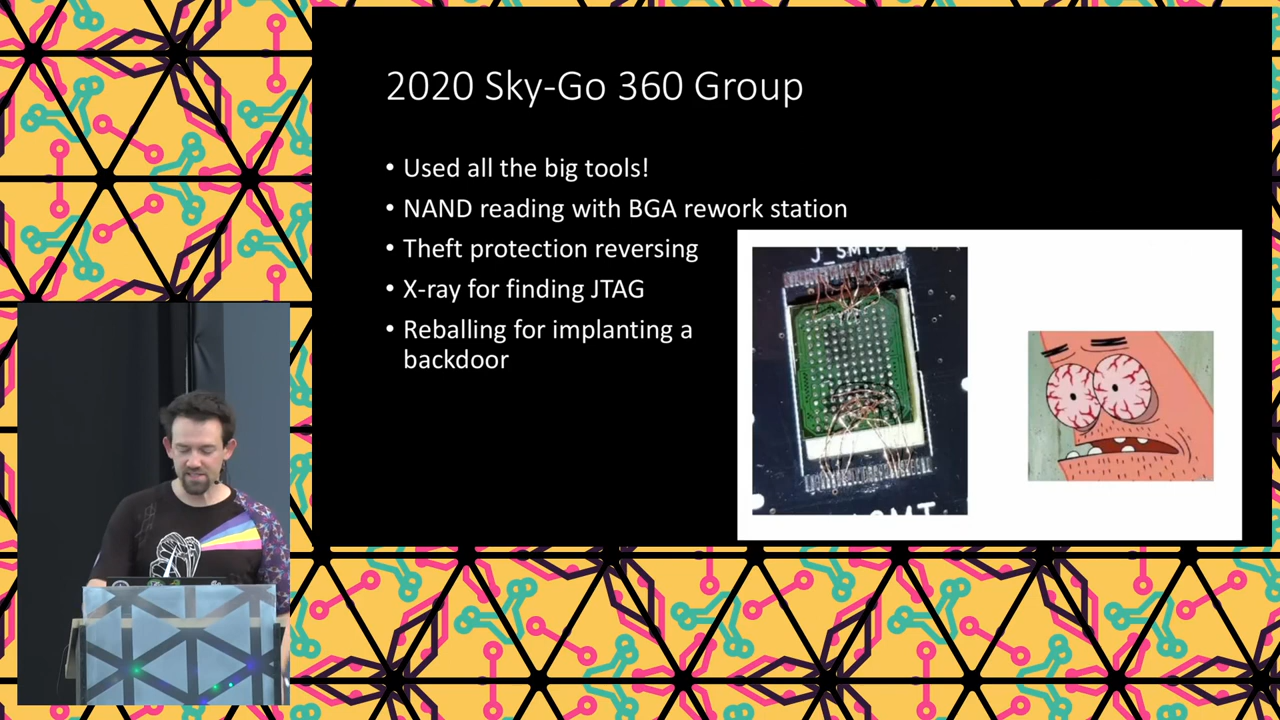 2020 Sky-Go 360 Group
• Used all the big tools!
• NAND reading with BGA rework station
• Theft protection reversing
• X-ray for finding JTAG
• Reballing for implanting a
backdoor